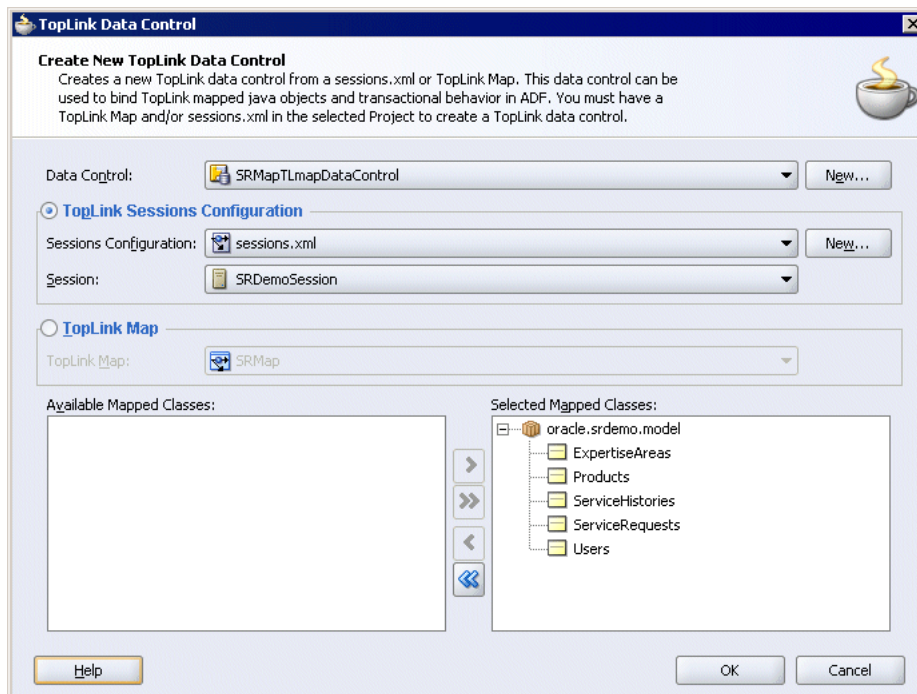 TopLink Data Control
Create New TopLink Data Control
Creates a new TopLink data control from a sessions.xml or TopLink Map. This data control can be
used to bind TopLink mapped java objects and transactional behavior in ADF. You must have a
TopLink Map and/or sessions.xml in the selected Project to create a TopLink data control.
Data Control: SRMapTLmapDataControl New...
TopLink Sessions Configuration
Sessions Configuration: sessions.xml New...
Session: SRDemoSession
TopLink Map
TopLink Map: SRMap
Available Mapped Classes: Selected Mapped Classes:
oracle.srdemo.model
ExpertiseAreas
Products
ServiceHistories
ServiceRequests
Users
Help OK Cancel